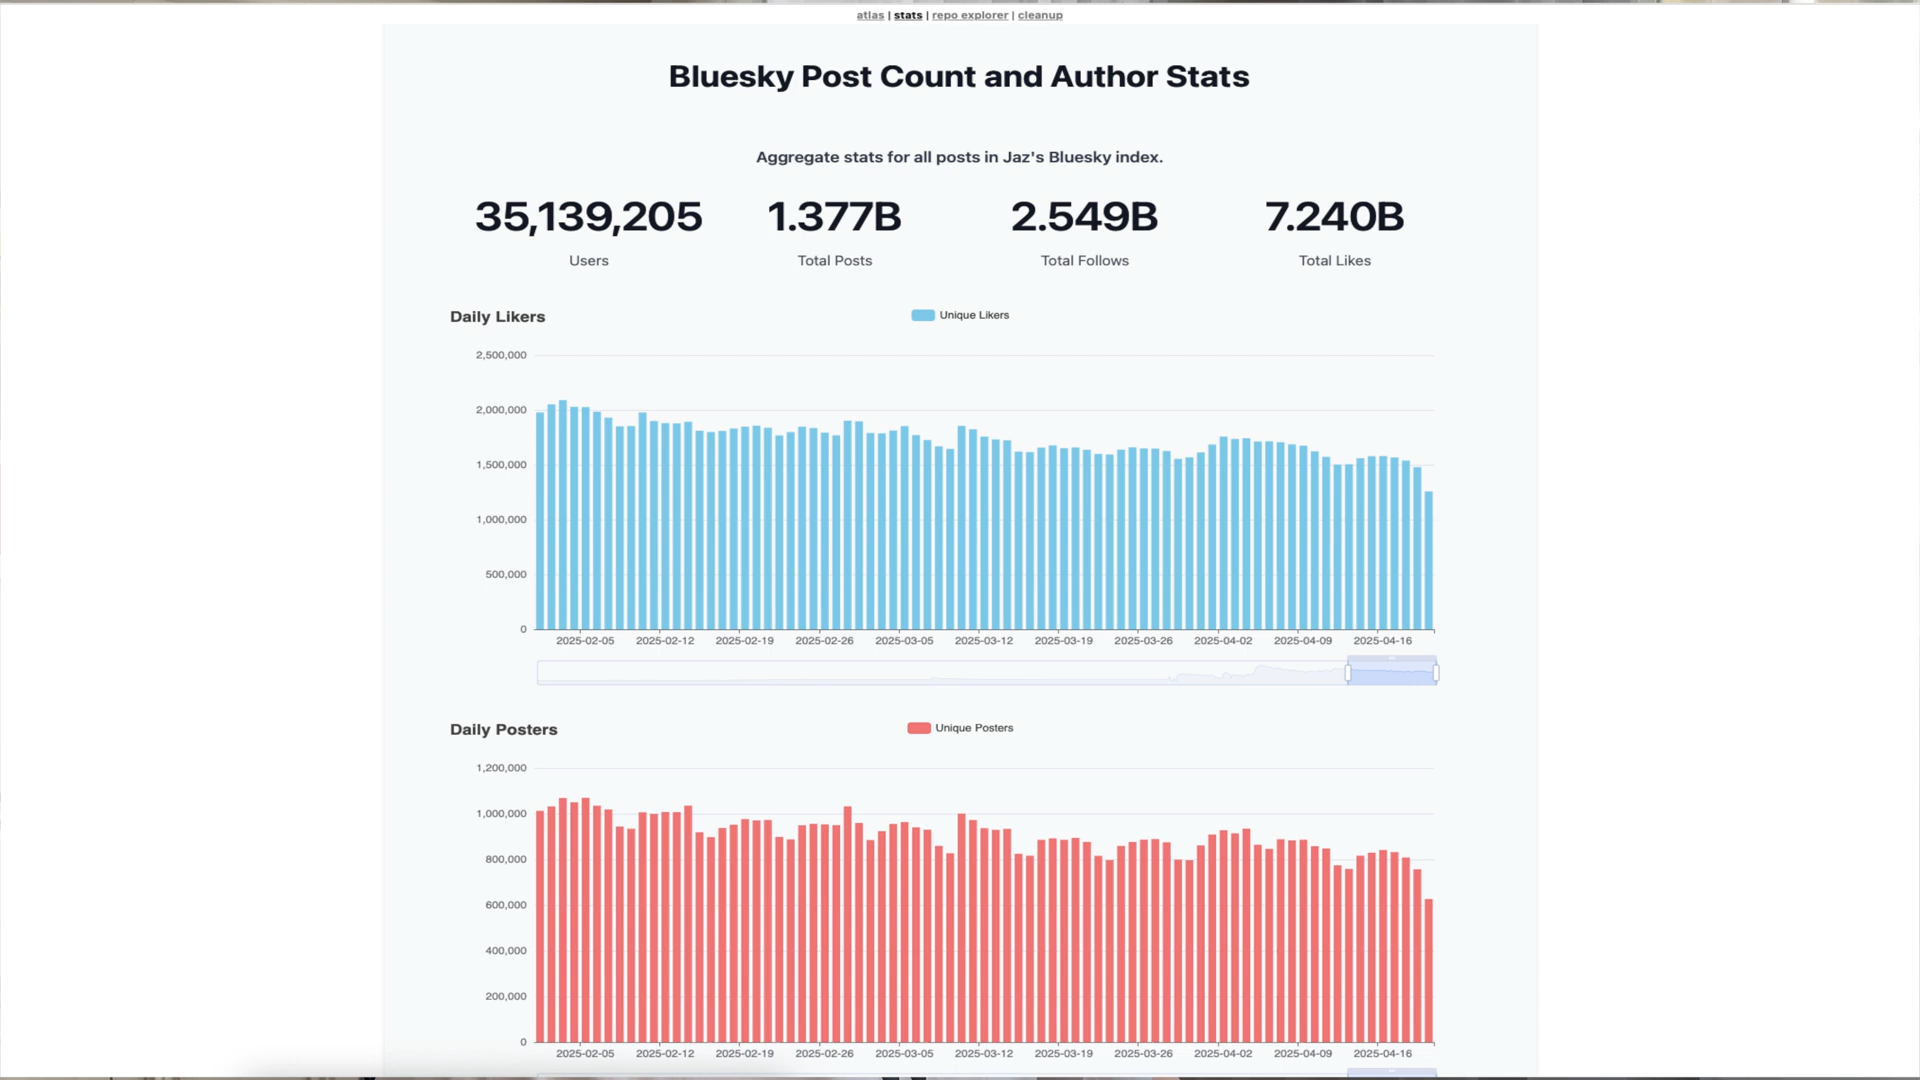 atlas | stats | repo explorer | cleanup
Bluesky Post Count and Author Stats
Aggregate stats for all posts in Jaz's Bluesky index.
35,139,205 1.377B 2.549B 7.240B
Users Total Posts Total Follows Total Likes
Daily Likers Unique Likers
2,500,000
2,000,000
1,500,000
1,000,000
500,000
0
2025-02-05 2025-02-12 2025-02-19 2025-02-26 2025-03-05 2025-03-12 2025-03-19 2025-03-26 2025-04-02 2025-04-09 2025-04-16
Daily Posters Unique Posters
1,200,000
1,000,000
800,000
600,000
400,000
200,000
0
2025-02-05 2025-02-12 2025-02-19 2025-02-26 2025-03-05 2025-03-12 2025-03-19 2025-03-26 2025-04-02 2025-04-09 2025-04-16